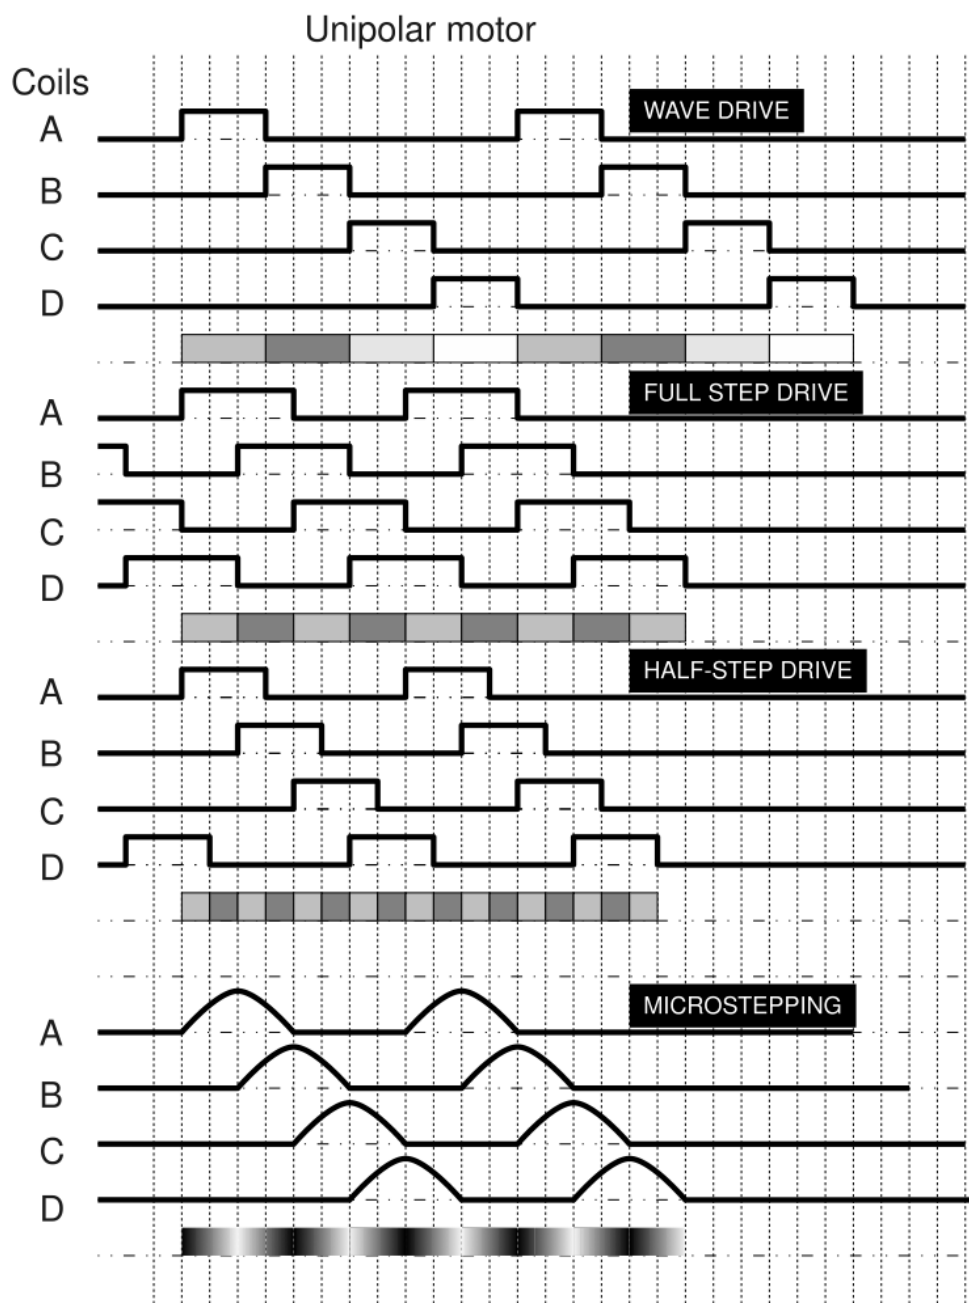 Unipolar motor
Coils
WAVE DRIVE
A
B
C
D
FULL STEP DRIVE
A
B
C
D
HALF-STEP DRIVE
A
B
C
D
MICROSTEPPING
A
B
C
D